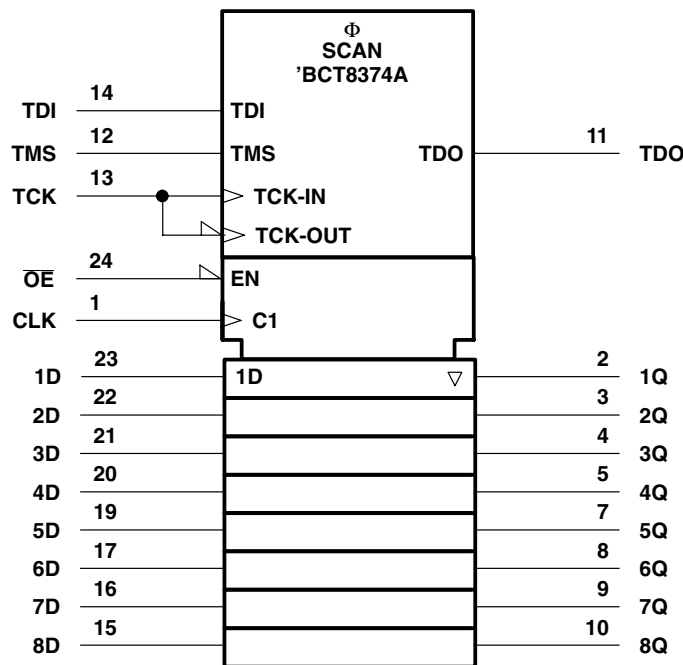 Φ
SCAN
'BCT8374A
14
TDI
TDI
12
TMS
TMS
TDO
11
TDO
13
TCK
TCK-IN
TCK-OUT
24
OE
EN
1
CLK
C1
23
1D
1D
2
1Q
22
2D
3
2Q
21
3D
4
3Q
20
4D
5
4Q
19
5D
7
5Q
17
6D
8
6Q
16
7D
9
7Q
15
8D
10
8Q